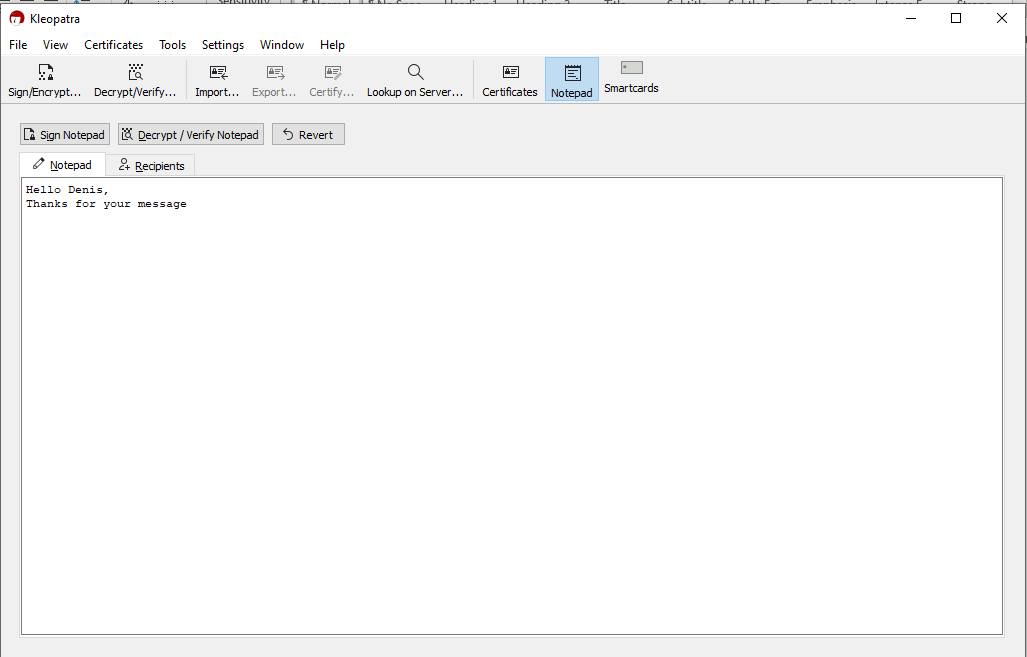 Kleopatra
File View Certificates Tools Settings Window Help
Sign/Encrypt... Decrypt/Verify... Import... Export... Certify... Lookup on Server... Certificates Notepad Smartcards
Sign Notepad Decrypt / Verify Notepad Revert
Notepad Recipients
Hello Denis,
Thanks for your message